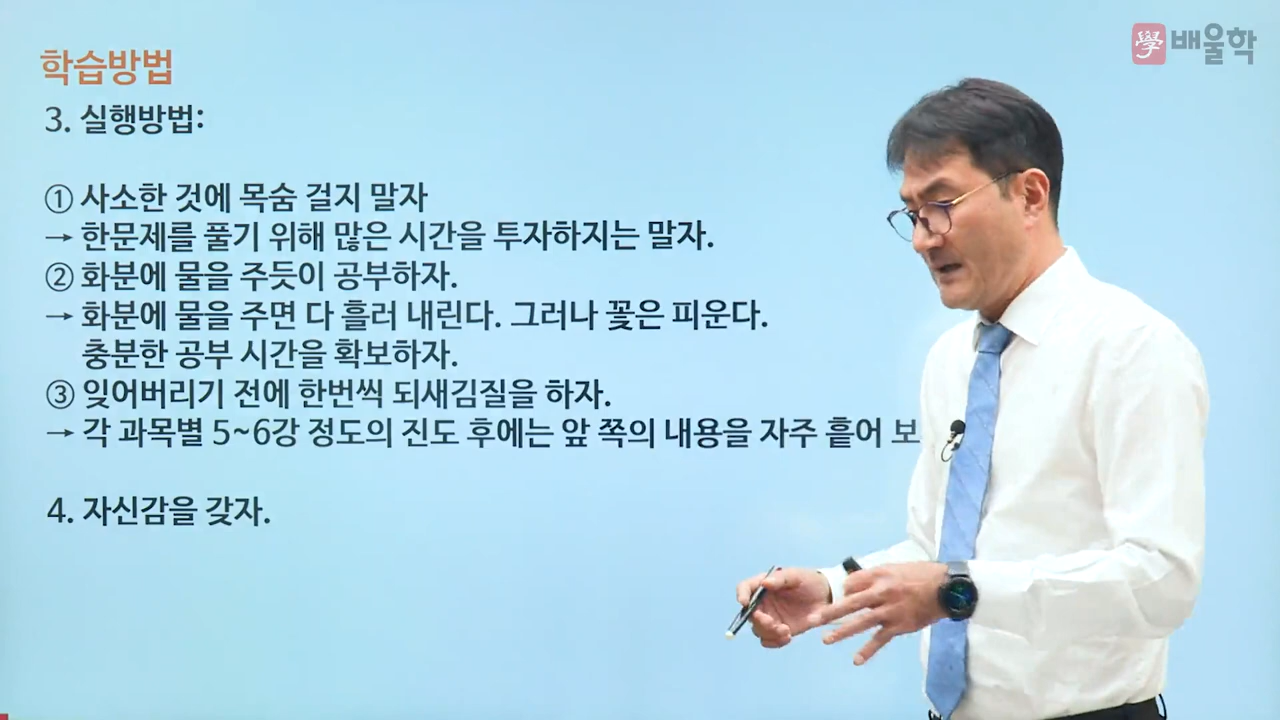 學 배울학
학습방법
3. 실행방법:
① 사소한 것에 목숨 걸지 말자
→ 한문제를 풀기 위해 많은 시간을 투자하지는 말자.
② 화분에 물을 주듯이 공부하자.
→ 화분에 물을 주면 다 흘러 내린다. 그러나 꽃은 피운다.
충분한 공부 시간을 확보하자.
③ 잊어버리기 전에 한번씩 되새김질을 하자.
→ 각 과목별 5~6강 정도의 진도 후에는 앞 쪽의 내용을 자주 흩어 보
4. 자신감을 갖자.